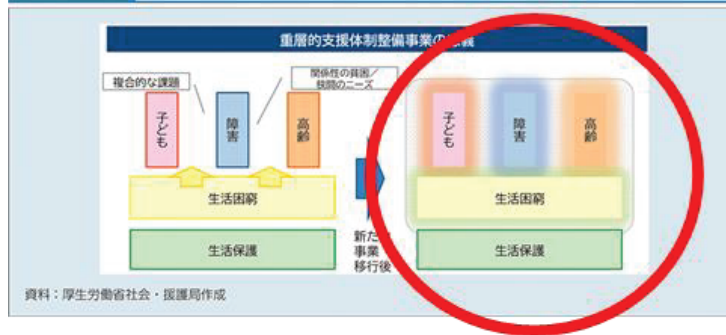 重層的支援体制整備事業の意義
複合的な課題
関係性の貧困／
狭間のニーズ
子ども
障害
高齢
生活困窮
生活保護
新た
事業
移行後
子ども
障害
高齢
生活困窮
生活保護
資料：厚生労働省社会・援護局作成